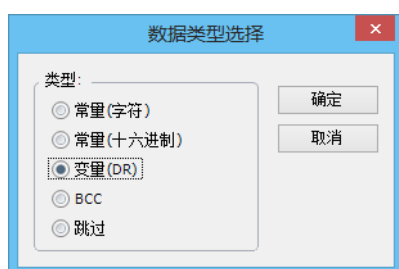 数据类型选择
类型:
常量(字符)
常量(十六进制)
变量(DR)
BCC
跳过
确定
取消